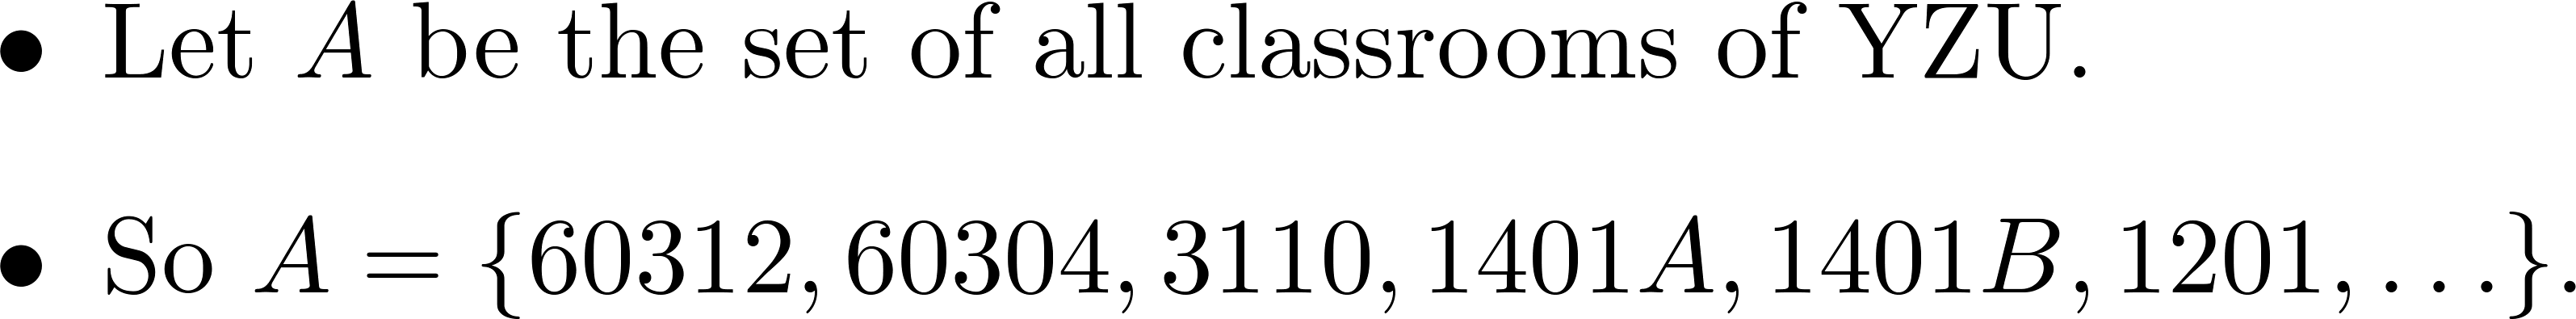 • Let A be the set of all classrooms of YZU.
• So A = {60312, 60304, 3110, 1401A, 1401B, 1201, . . .}.